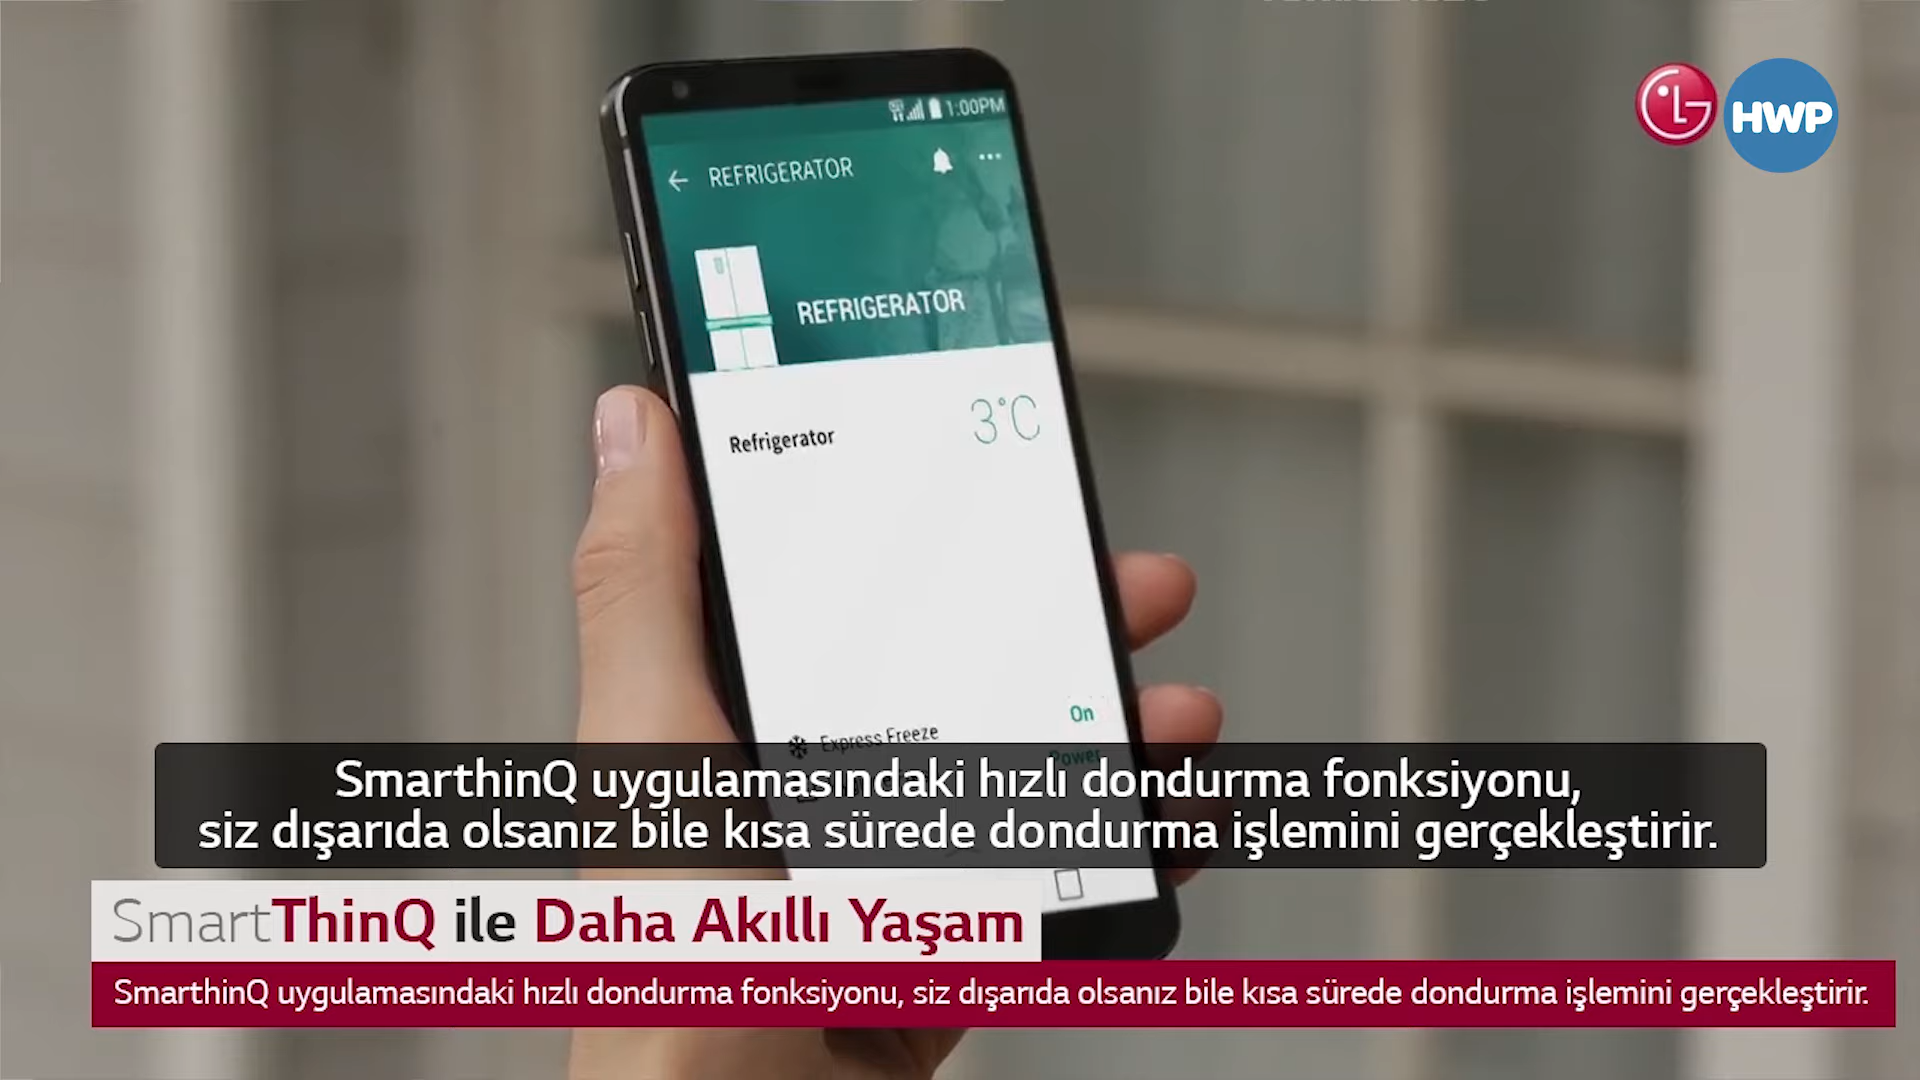 LG HWP
1:00PM
REFRIGERATOR
REFRIGERATOR
Refrigerator 3°C
On
Express Freeze
Power
SmarthinQ uygulamasındaki hızlı dondurma fonksiyonu,
siz dışarıda olsanız bile kısa sürede dondurma işlemini gerçekleştirir.
SmartThinQ ile Daha Akıllı Yaşam
SmarthinQ uygulamasındaki hızlı dondurma fonksiyonu, siz dışarıda olsanız bile kısa sürede dondurma işlemini gerçekleştirir.